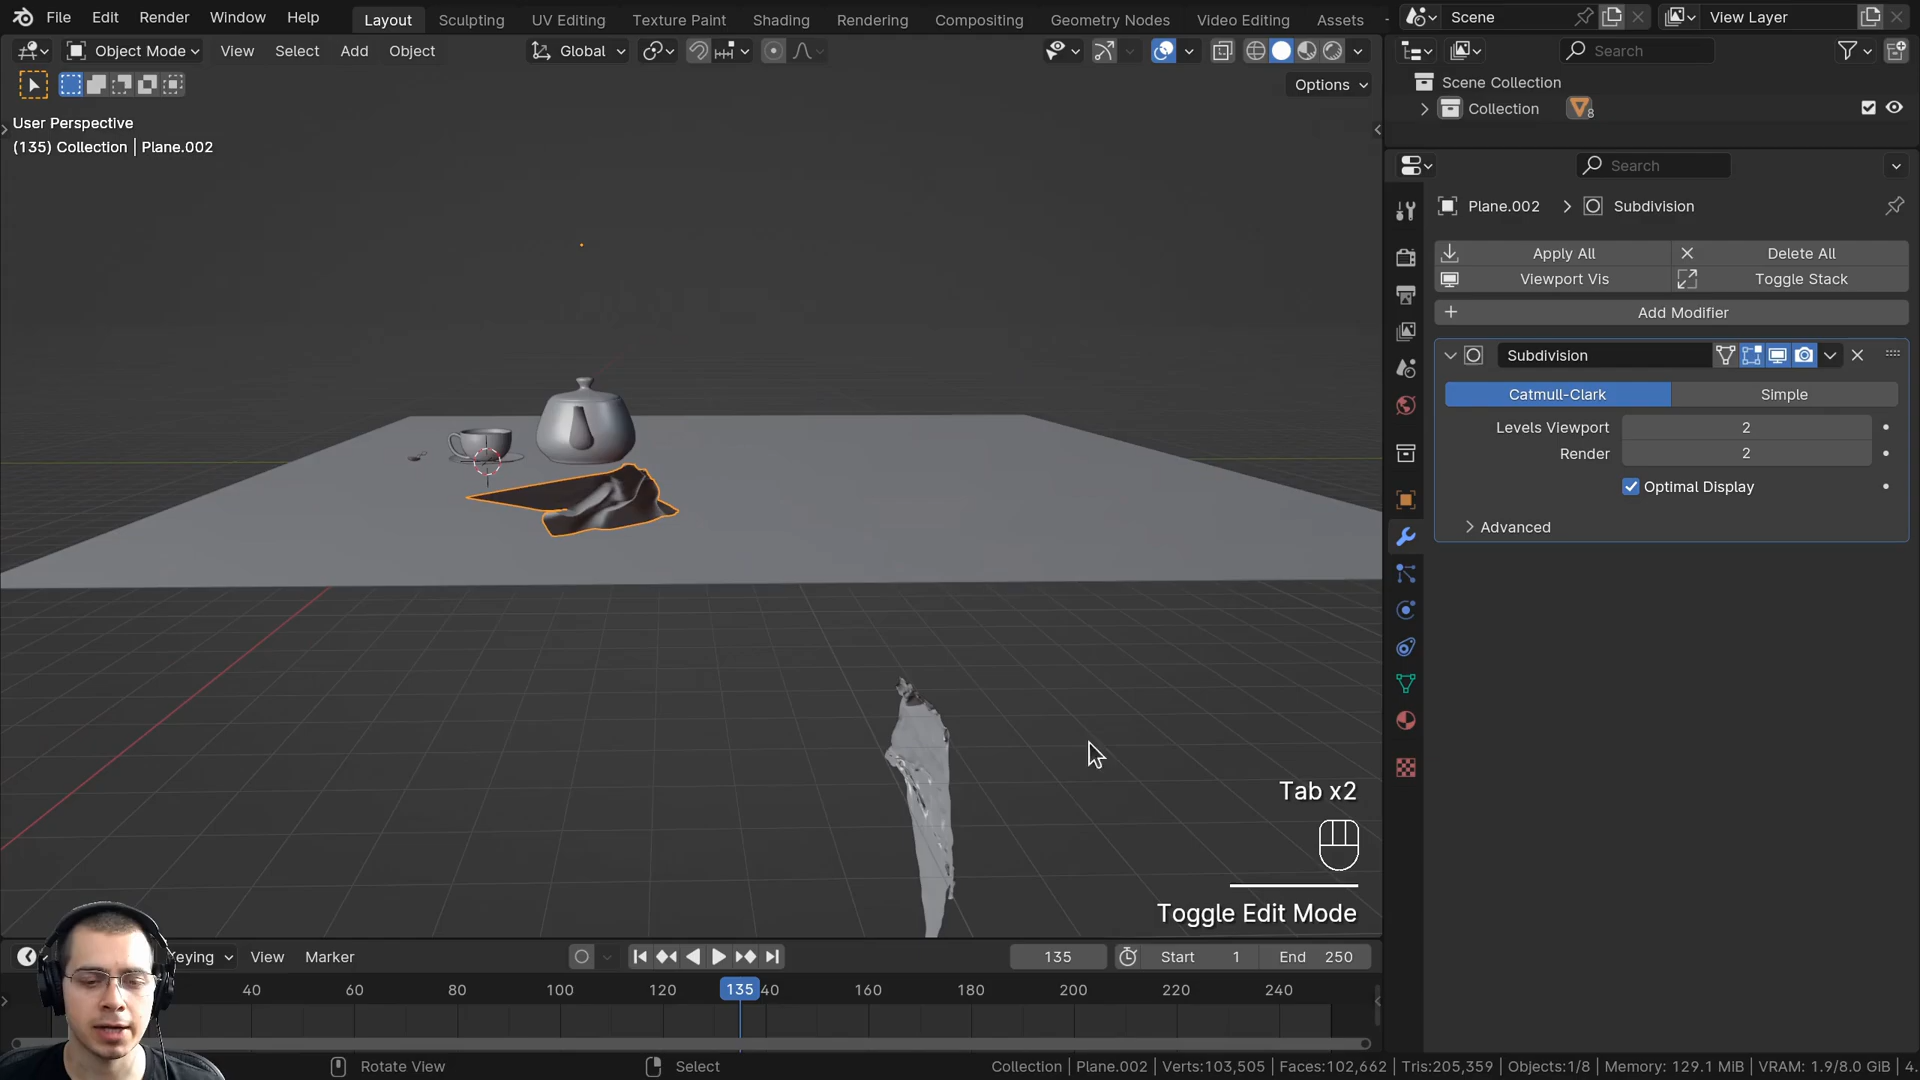 File Edit Render Window Help
Layout Sculpting UV Editing Texture Paint Shading Rendering Compositing Geometry Nodes Video Editing Assets
Scene
View Layer
Object Mode View Select Add Object
Global
Search
Options
Scene Collection
Collection 8
User Perspective
(135) Collection | Plane.002
Search
Plane.002 > Subdivision
Apply All
Delete All
Viewport Vis
Toggle Stack
Add Modifier
Subdivision
Catmull-Clark
Simple
Levels Viewport 2
Render 2
Optimal Display
Advanced
Tab x2
Toggle Edit Mode
Keying View Marker
135
Start 1
End 250
40 60 80 100 120 135 40 160 180 200 220 240
Rotate View
Select
Collection | Plane.002 | Verts:103,505 | Faces:102,662 | Tris:205,359 | Objects:1/8 | Memory: 129.1 MiB | VRAM: 1.9/8.0 GiB | 4.